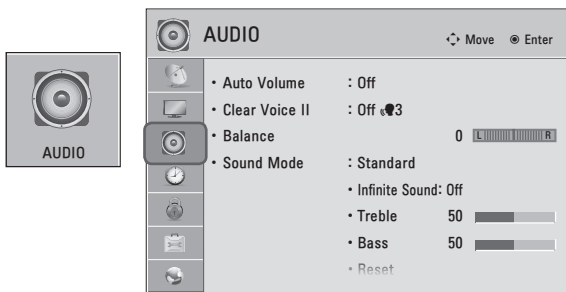 AUDIO
AUDIO
Move Enter
• Auto Volume : Off
• Clear Voice II : Off 3
• Balance 0 L R
• Sound Mode : Standard
• Infinite Sound: Off
• Treble 50
• Bass 50
• Reset